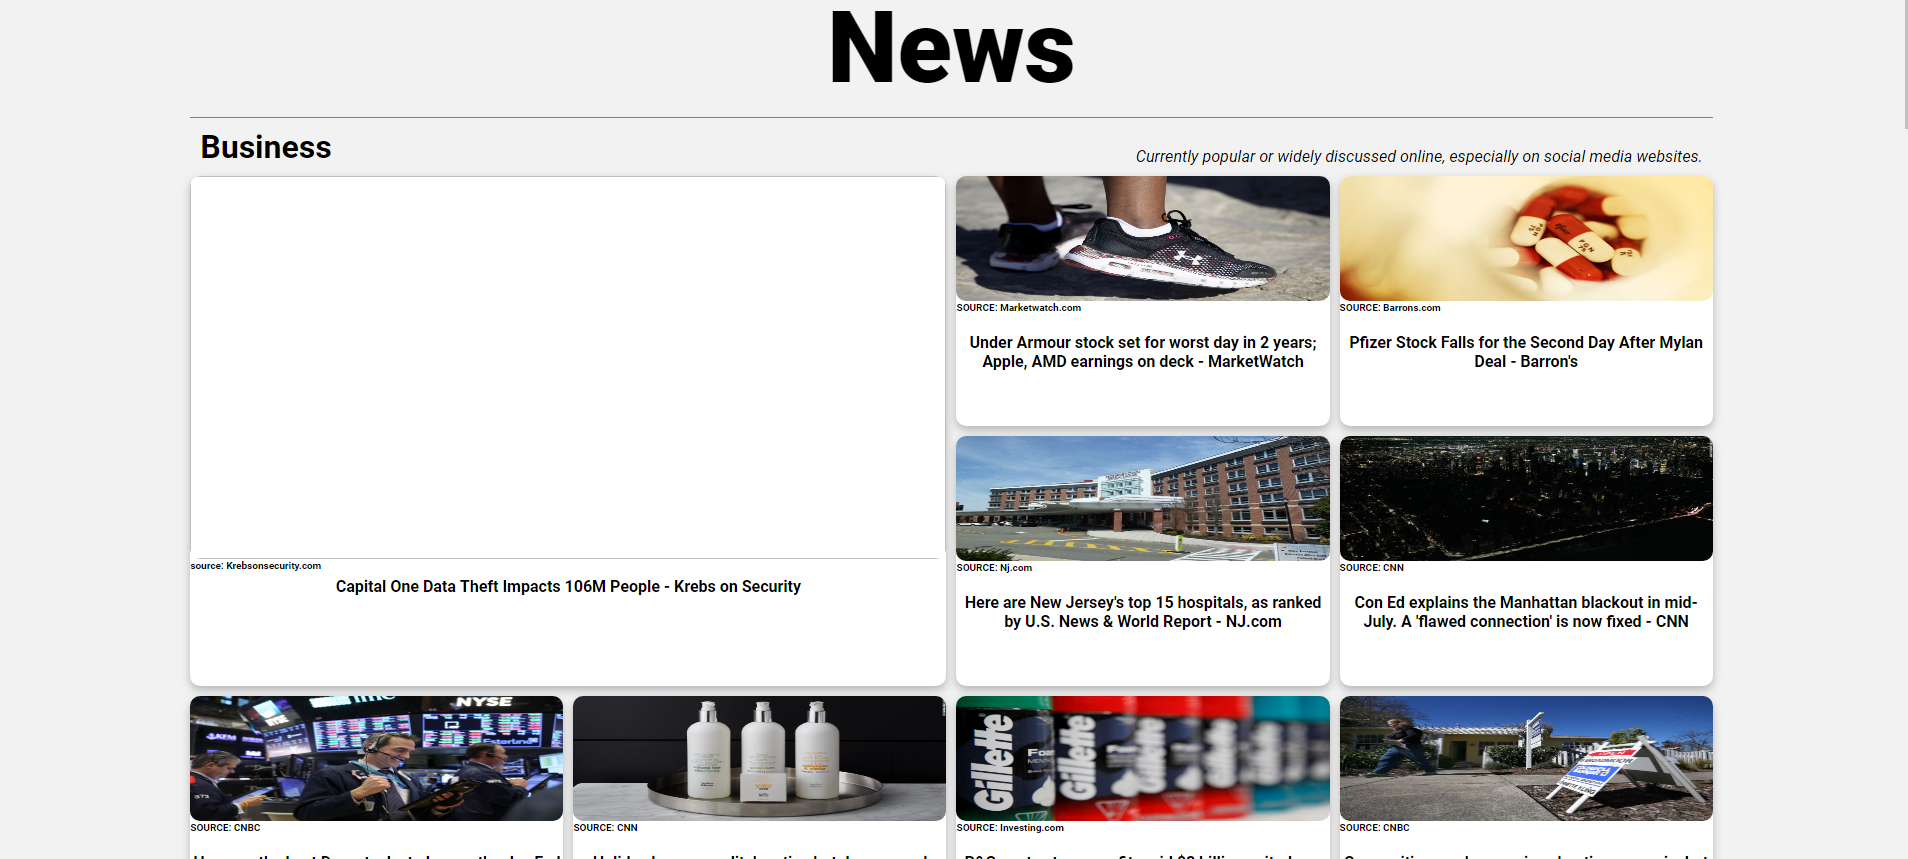 News
Business
Currently popular or widely discussed online, especially on social media websites.
source: Krebsonsecurity.com
Capital One Data Theft Impacts 106M People - Krebs on Security
SOURCE: Marketwatch.com
Under Armour stock set for worst day in 2 years;
Apple, AMD earnings on deck - MarketWatch
SOURCE: Barrons.com
Pfizer Stock Falls for the Second Day After Mylan
Deal - Barron's
SOURCE: Nj.com
Here are New Jersey's top 15 hospitals, as ranked
by U.S. News & World Report - NJ.com
SOURCE: CNN
Con Ed explains the Manhattan blackout in mid-
July. A 'flawed connection' is now fixed - CNN
NYSE
SOURCE: CNBC
SOURCE: CNN
Gillette
Gillette
SOURCE: Investing.com
SOURCE: CNBC